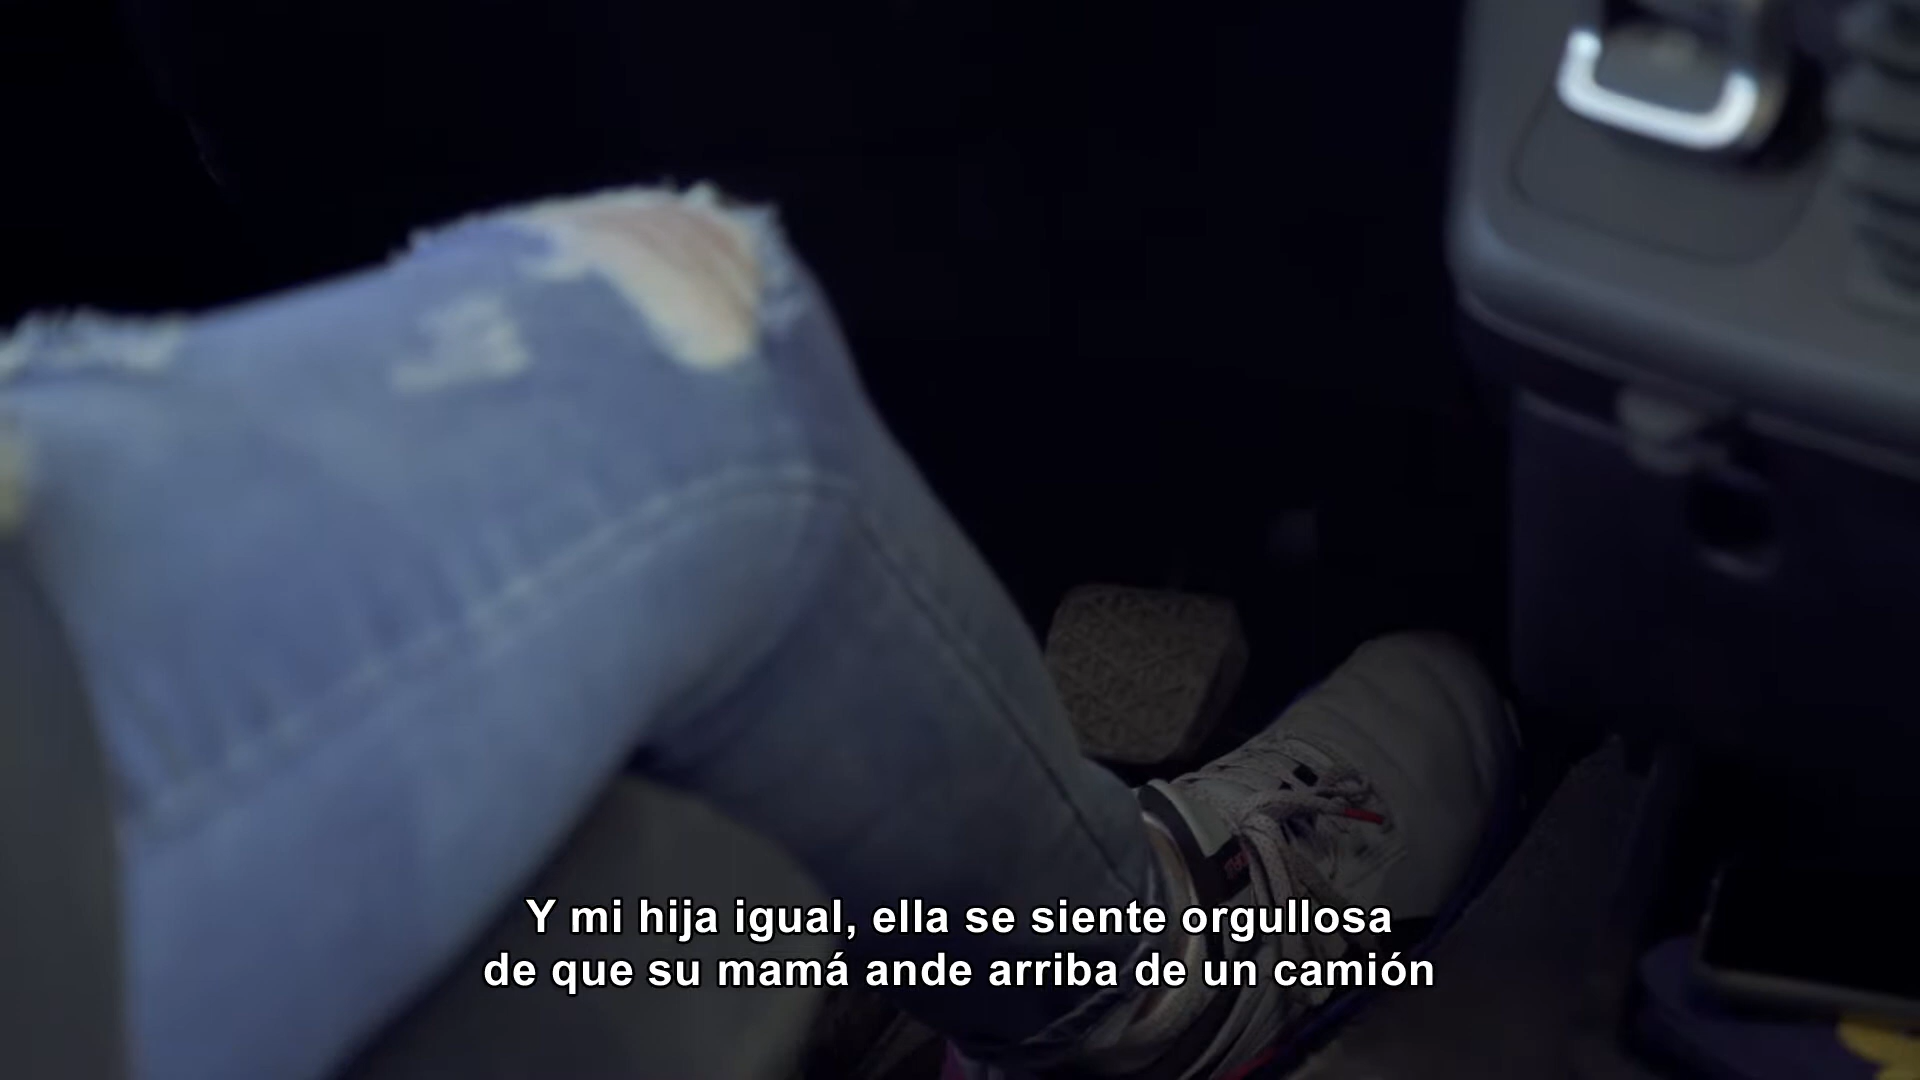 Y mi hija igual, ella se siente orgullosa
de que su mamá ande arriba de un camión